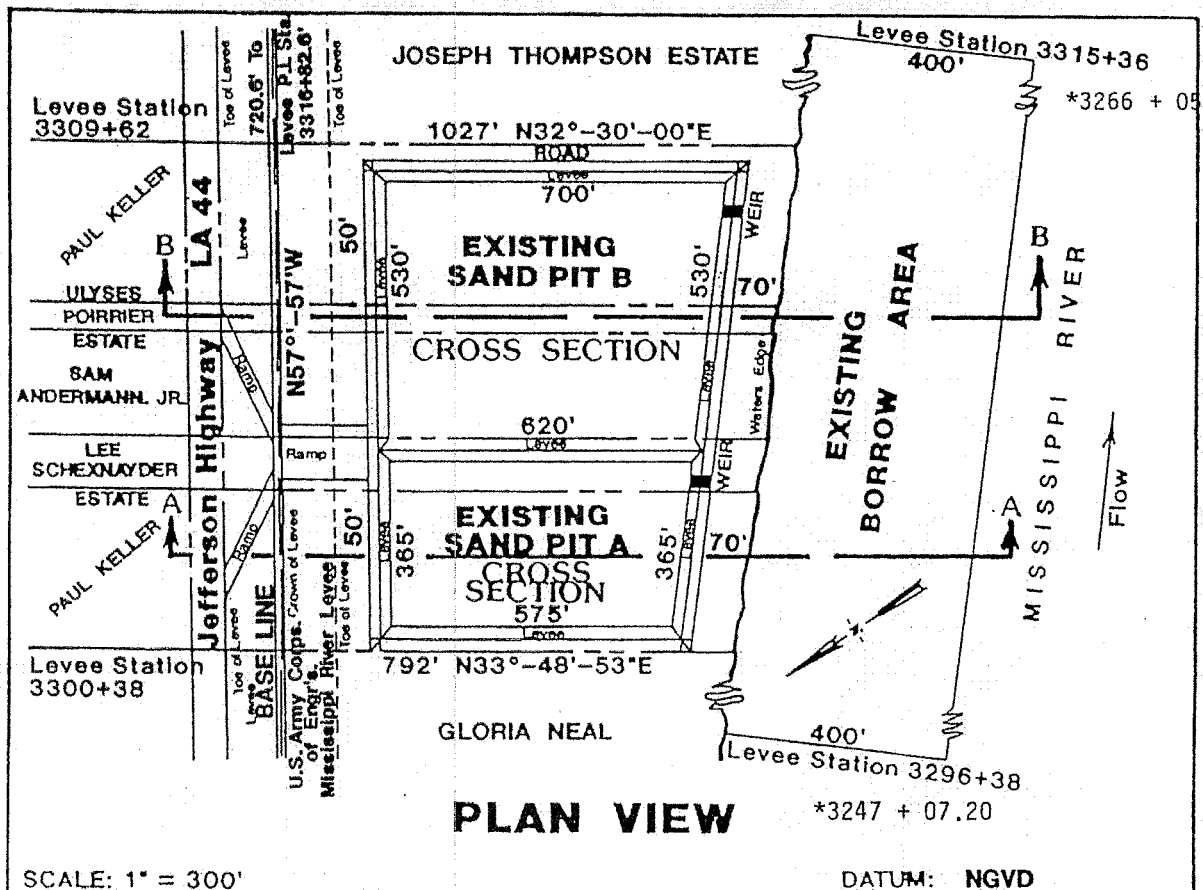 JOSEPH THOMPSON ESTATE
Levee Station 3315+36
400'
*3266 + 05
Levee Station
3309+62
Toe of Levee
720.6' To
Levee P.I. Sta.
3316+82.6'
Toe of Levee
1027' N32°-30'-00"E
ROAD
Levee
700'
PAUL KELLER
LA 44
Levee
B
50'
Levee
530'
EXISTING
SAND PIT B
530'
WEIR
70'
B
ULYSES
POIRRIER
ESTATE
N57°-57'W
CROSS SECTION
EXISTING
BORROW AREA
MISSISSIPPI RIVER
Flow
SAM
ANDERMANN. JR.
Ramp
Levee
Waters Edge
620'
Levee
LEE
SCHEXNAYDER
ESTATE
Ramp
WEIR
A
Jefferson Highway
PAUL KELLER
Ramp
50'
Levee
365'
EXISTING
SAND PIT A
CROSS
SECTION
365'
Levee
70'
A
575'
Levee
792' N33°-48'-53"E
Levee Station
3300+38
Toe of Levee
Levee
BASE LINE
U.S. Army Corps.
of Engr's.
Crown of Levee
Mississippi River Levee
Toe of Levee
GLORIA NEAL
400'
Levee Station 3296+38
*3247 + 07.20
PLAN VIEW
SCALE: 1" = 300'
DATUM: NGVD